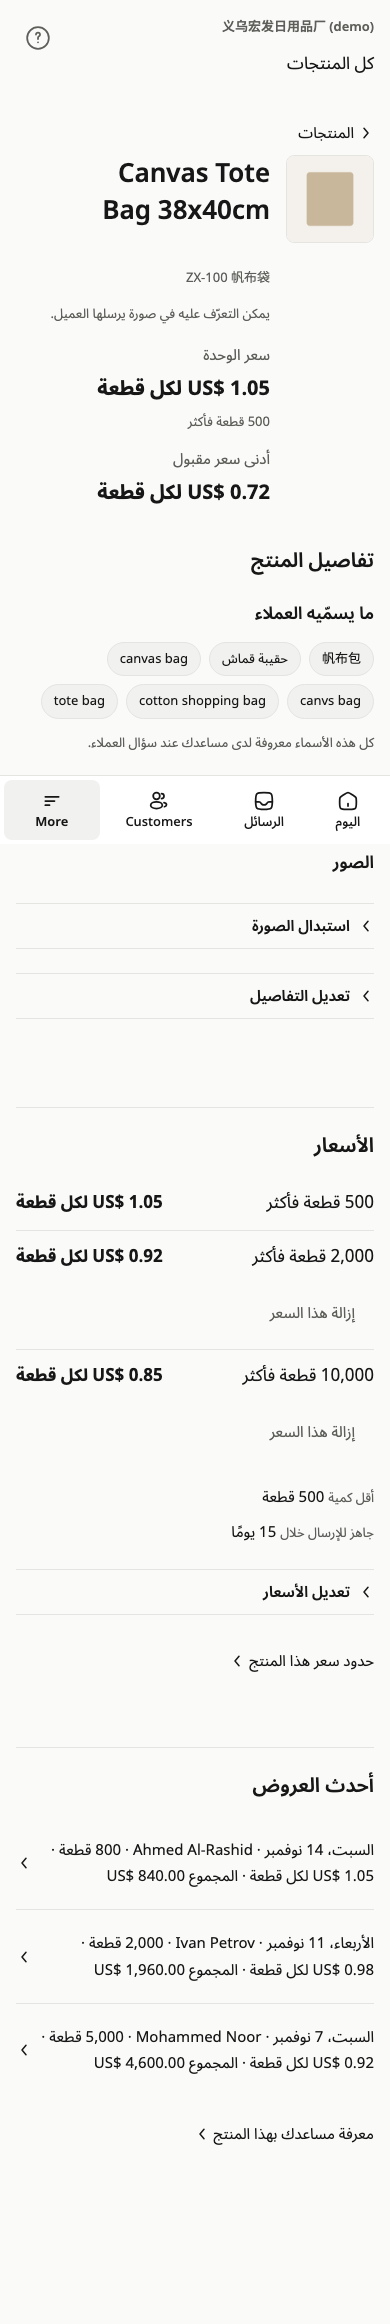 义乌宏发日用品厂 (demo)
كل المنتجات
المنتجات
Canvas Tote
Bag 38x40cm
ZX-100 帆布袋
يمكن التعرّف عليه في صورة يرسلها العميل.
سعر الوحدة
US$ 1.05 لكل قطعة
500 قطعة فأكثر
أدنى سعر مقبول
US$ 0.72 لكل قطعة
تفاصيل المنتج
ما يسمّيه العملاء
帆布包 حقيبة قماش canvas bag
canvs bag cotton shopping bag tote bag
كل هذه الأسماء معروفة لدى مساعدك عند سؤال العملاء.
اليوم الرسائل Customers More
الصور
استبدال الصورة
تعديل التفاصيل
الأسعار
500 قطعة فأكثر US$ 1.05 لكل قطعة
2,000 قطعة فأكثر US$ 0.92 لكل قطعة
إزالة هذا السعر
10,000 قطعة فأكثر US$ 0.85 لكل قطعة
إزالة هذا السعر
أقل كمية 500 قطعة
جاهز للإرسال خلال 15 يومًا
تعديل الأسعار
حدود سعر هذا المنتج
أحدث العروض
السبت، 14 نوفمبر · Ahmed Al-Rashid · 800 قطعة ·
US$ 1.05 لكل قطعة · المجموع US$ 840.00
الأربعاء، 11 نوفمبر · Ivan Petrov · 2,000 قطعة ·
US$ 0.98 لكل قطعة · المجموع US$ 1,960.00
السبت، 7 نوفمبر · Mohammed Noor · 5,000 قطعة ·
US$ 0.92 لكل قطعة · المجموع US$ 4,600.00
معرفة مساعدك بهذا المنتج